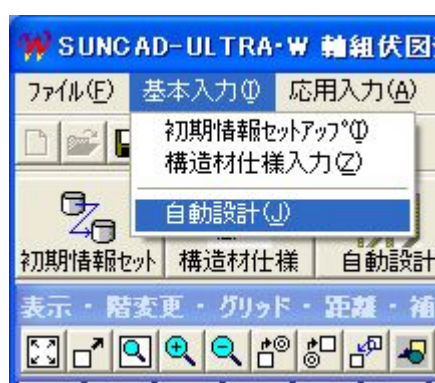 SUNCAD-ULTRA・W 軸組伏図
ファイル(F) 基本入力(I) 応用入力(A)
初期情報セットアップ(I)
構造材仕様入力(Z)
自動設計(J)
初期情報セット 構造材仕様 自動設計
表示・階変更・グリッド・距離・補